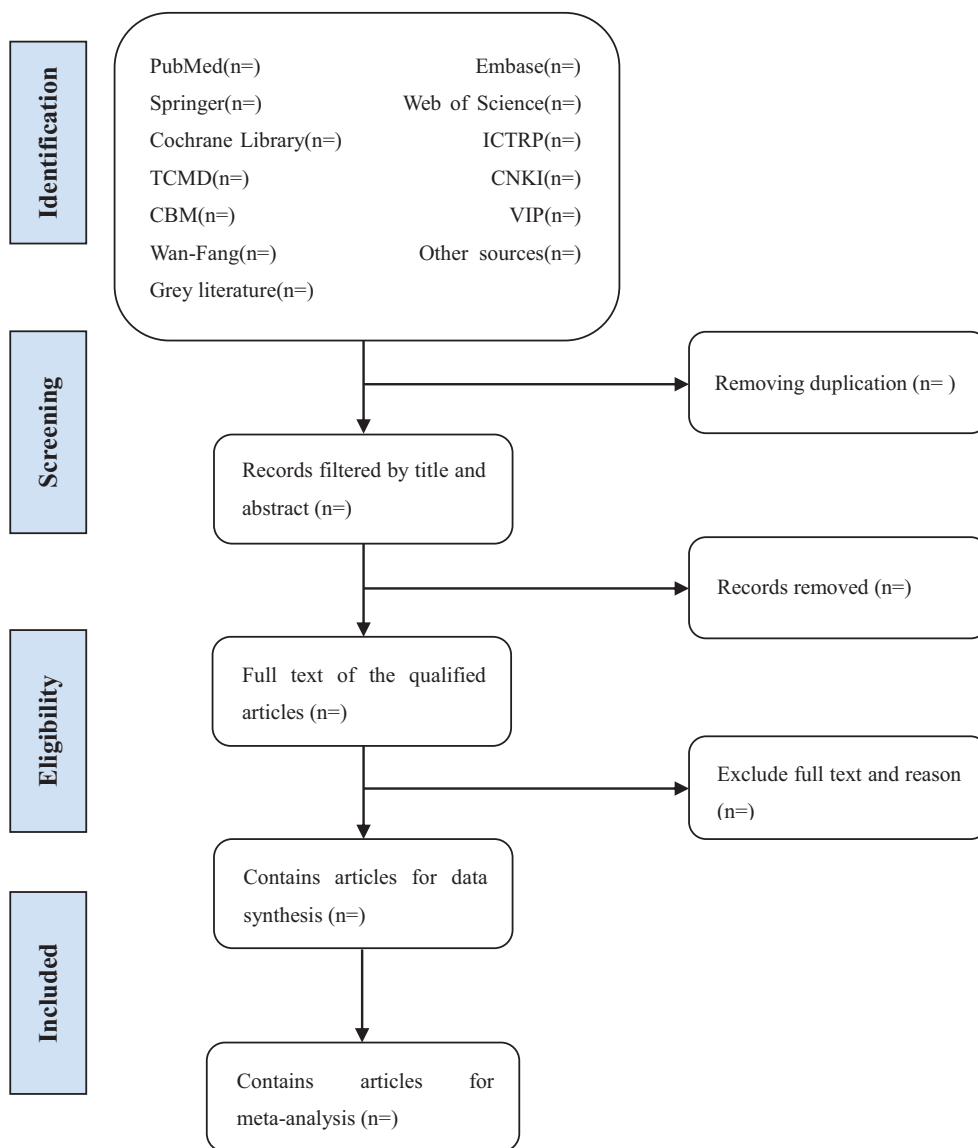 Identification
PubMed(n=) Embase(n=)
Springer(n=) Web of Science(n=)
Cochrane Library(n=) ICTRP(n=)
TCMD(n=) CNKI(n=)
CBM(n=) VIP(n=)
Wan-Fang(n=) Other sources(n=)
Grey literature(n=)
Screening
Removing duplication (n= )
Records filtered by title and
abstract (n=)
Records removed (n=)
Eligibility
Full text of the qualified
articles (n=)
Exclude full text and reason
(n=)
Contains articles for data
synthesis (n=)
Included
Contains articles for
meta-analysis (n=)